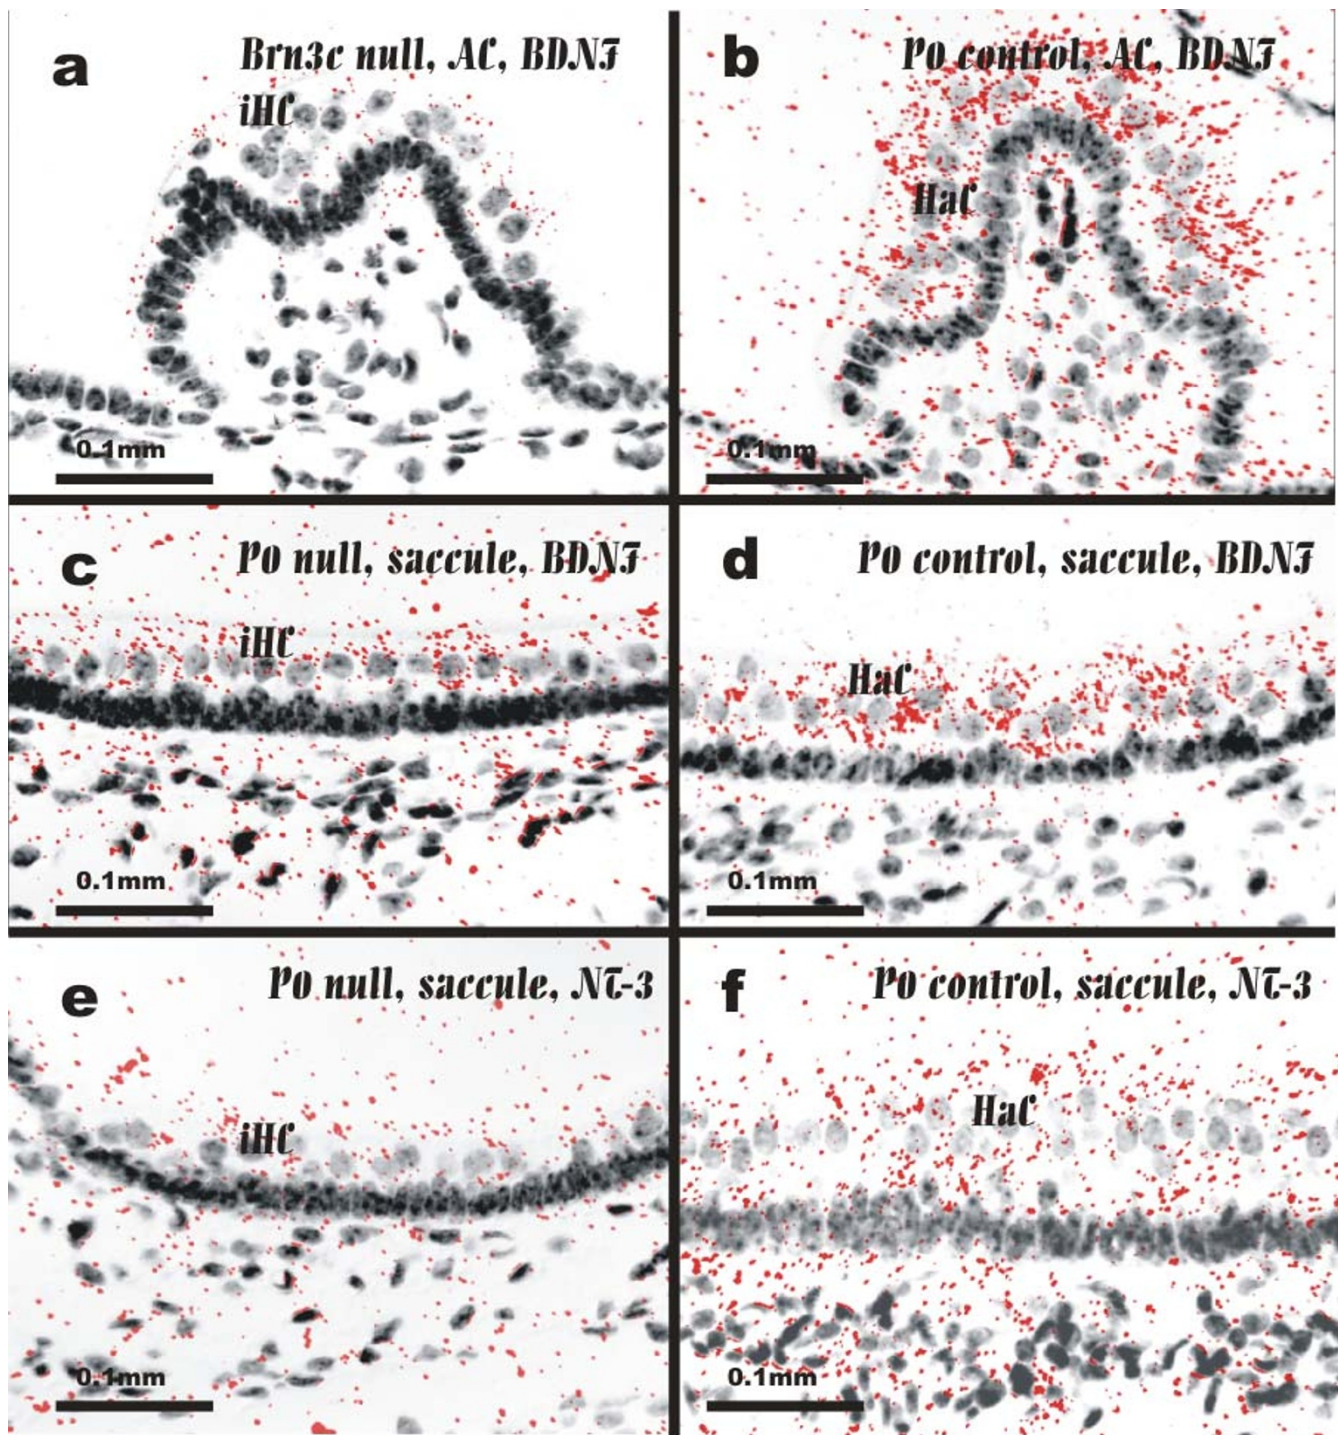 a
Brn3c null, AC, BDNF
iHC
0.1mm
b
P0 control, AC, BDNF
HaC
0.1mm
c
P0 null, saccule, BDNF
iHC
0.1mm
d
P0 control, saccule, BDNF
HaC
0.1mm
e
P0 null, saccule, NT-3
iHC
0.1mm
f
P0 control, saccule, NT-3
HaC
0.1mm